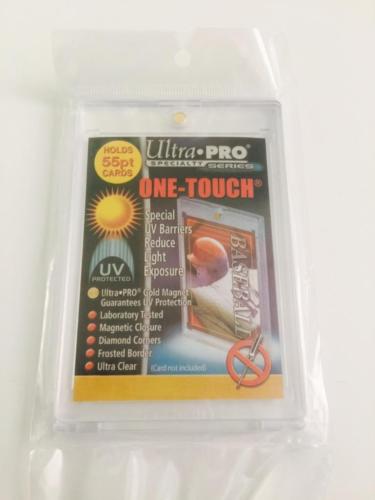 HOLDS
55pt
CARDS
Ultra•PRO®
SPECIALTY SERIES
ONE-TOUCH®
Special
UV Barriers
Reduce
Light
Exposure
UV
PROTECTED
Ultra•PRO® Gold Magnet
Guarantees UV Protection
Laboratory Tested
Magnetic Closure
Diamond Corners
Frosted Border
Ultra Clear
(Card not included)
BASEBALL